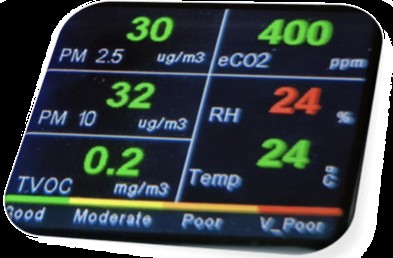 30
PM 2.5 ug/m3
400
eCO2 ppm
32
PM 10 ug/m3
RH 24 %
0.2
TVOC mg/m3
24
Temp °C
Good Moderate Poor V_Poor